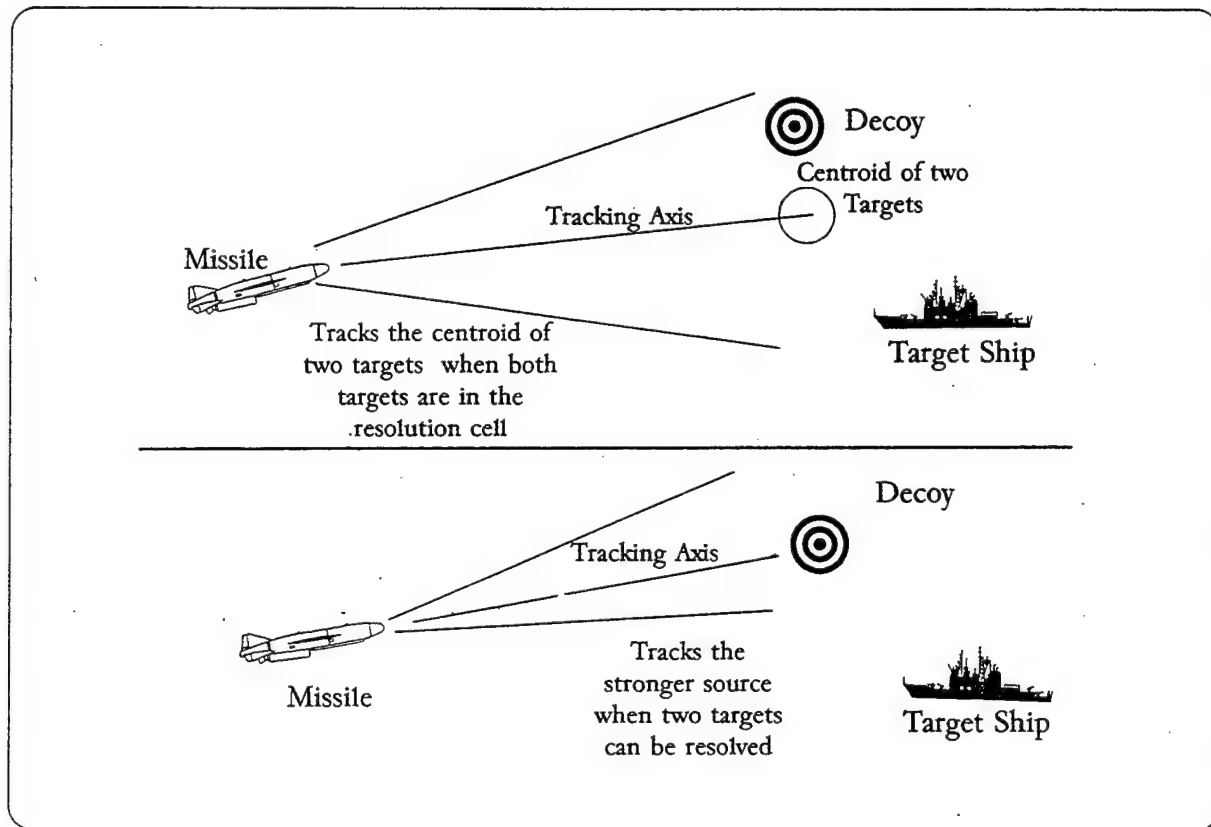 Decoy
Centroid of two
Targets
Tracking Axis
Missile
Tracks the centroid of
two targets when both
targets are in the
resolution cell
Target Ship
Decoy
Tracking Axis
Missile
Tracks the
stronger source
when two targets
can be resolved
Target Ship